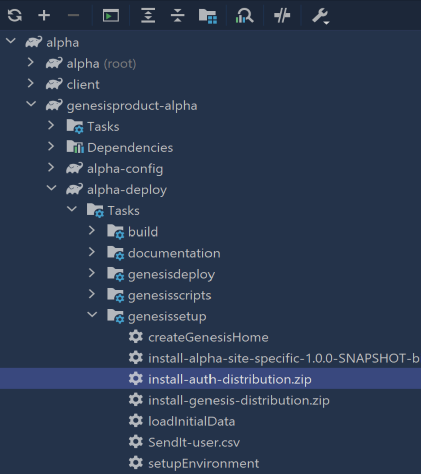 alpha
alpha (root)
client
genesisproduct-alpha
Tasks
Dependencies
alpha-config
alpha-deploy
Tasks
build
documentation
genesisdeploy
genesisscripts
genesissetup
createGenesisHome
install-alpha-site-specific-1.0.0-SNAPSHOT-b
install-auth-distribution.zip
install-genesis-distribution.zip
loadInitialData
SendIt-user.csv
setupEnvironment